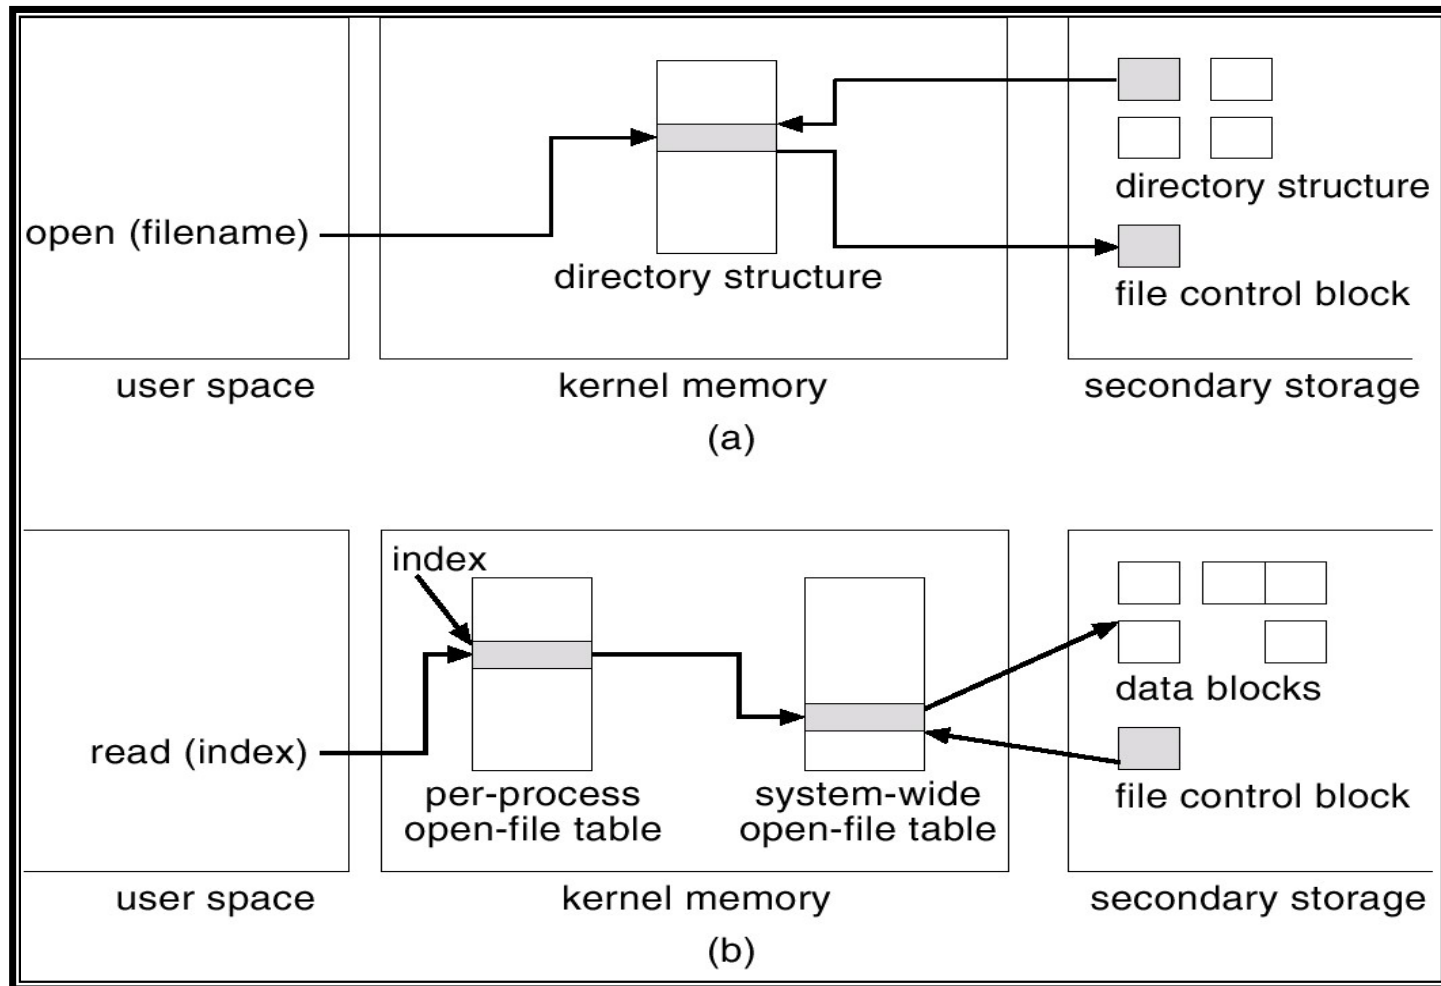 open (filename)
directory structure
directory structure
file control block
user space
kernel memory
secondary storage
(a)
index
read (index)
per-process
open-file table
system-wide
open-file table
data blocks
file control block
user space
kernel memory
secondary storage
(b)